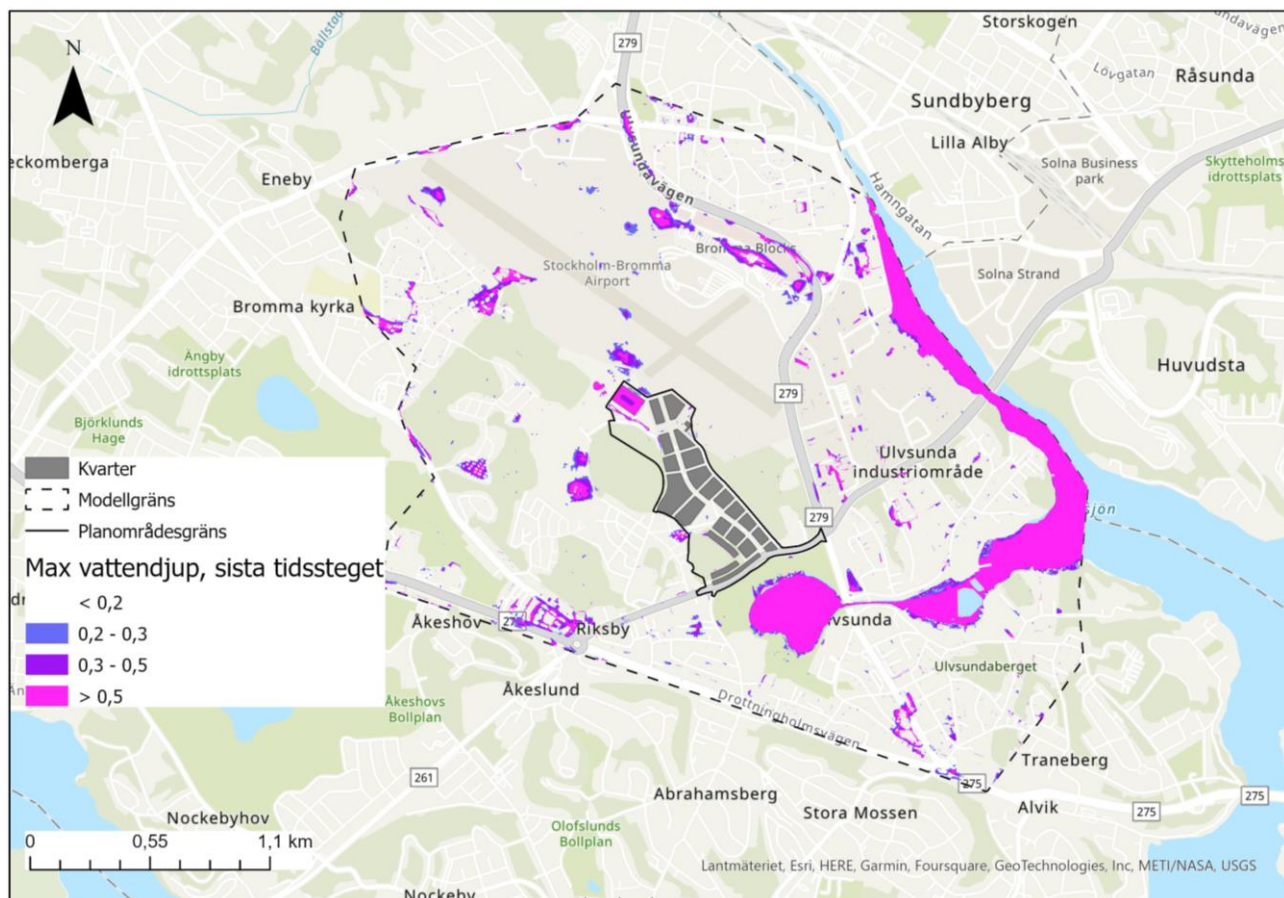 Storskogen
Råsunda
Lövgatan
Sundbyberg
Lilla Alby
Solna Business
park
Skytteholms
idrottsplats
279
N
Bällstaå
eckomberga
Eneby
Ulvsundavägen
Hamngatan
Bromma Blocks
Solna Strand
Stockholm-Bromma
Airport
Bromma kyrka
Huvudsta
Ängby
idrottsplats
279
Björklunds
Hage
Ulvsunda
industriområde
279
sjön
Kvarter
Modellgräns
Planområdesgräns
Max vattendjup, sista tidssteget
< 0,2
0,2 - 0,3
0,3 - 0,5
> 0,5
Åkeshov
Riksby
lvsunda
Ulvsundaberget
Åkeslund
Åkeshovs
Bollplan
Drottningholmsvägen
Traneberg
261
275
275
275
Abrahamsberg
Stora Mossen
Alvik
Nockebyhov
0 0,55 1,1 km
Olofslunds
Bollplan
Nockeby
Lantmäteriet, Esri, HERE, Garmin, Foursquare, GeoTechnologies, Inc, METI/NASA, USGS